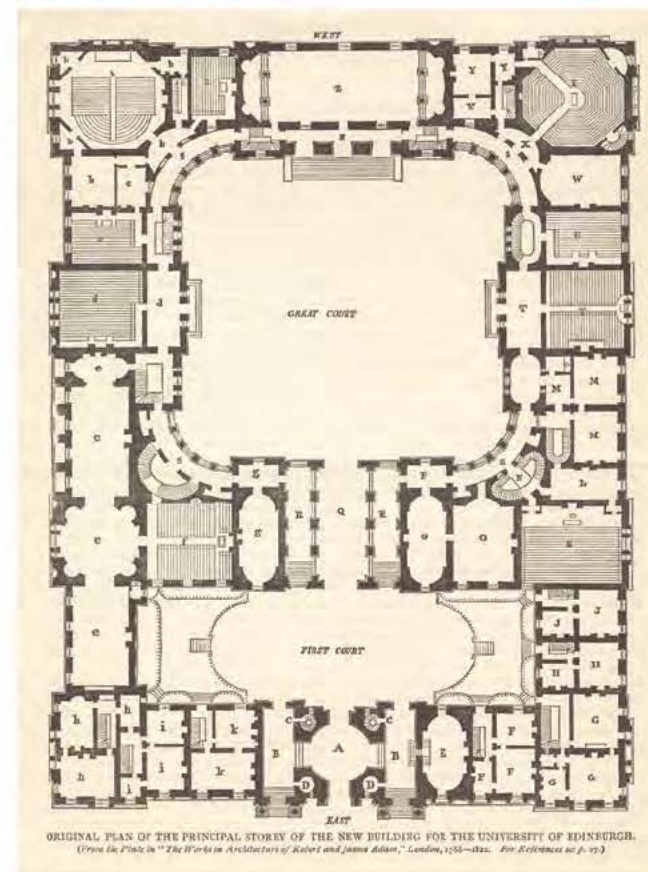 WEST
Z
Y
Y
Y
X
W
U
b
c
GREAT COURT
d
d
T
T
M
M
M
L
C
C
g
g
R
Q
R
P
O
O
f
C
FIRST COURT
J
J
H
H
h
h
h
i
i
i
k
k
C
C
A
B
B
D
D
E
F
F
F
G
G
G
EAST
ORIGINAL PLAN OF THE PRINCIPAL STOREY OF THE NEW BUILDING FOR THE UNIVERSITY OF EDINBURGH.
(From the Plate in "The Works in Architecture of Robert and James Adam," London, 1788—1822. For References see p. 27.)